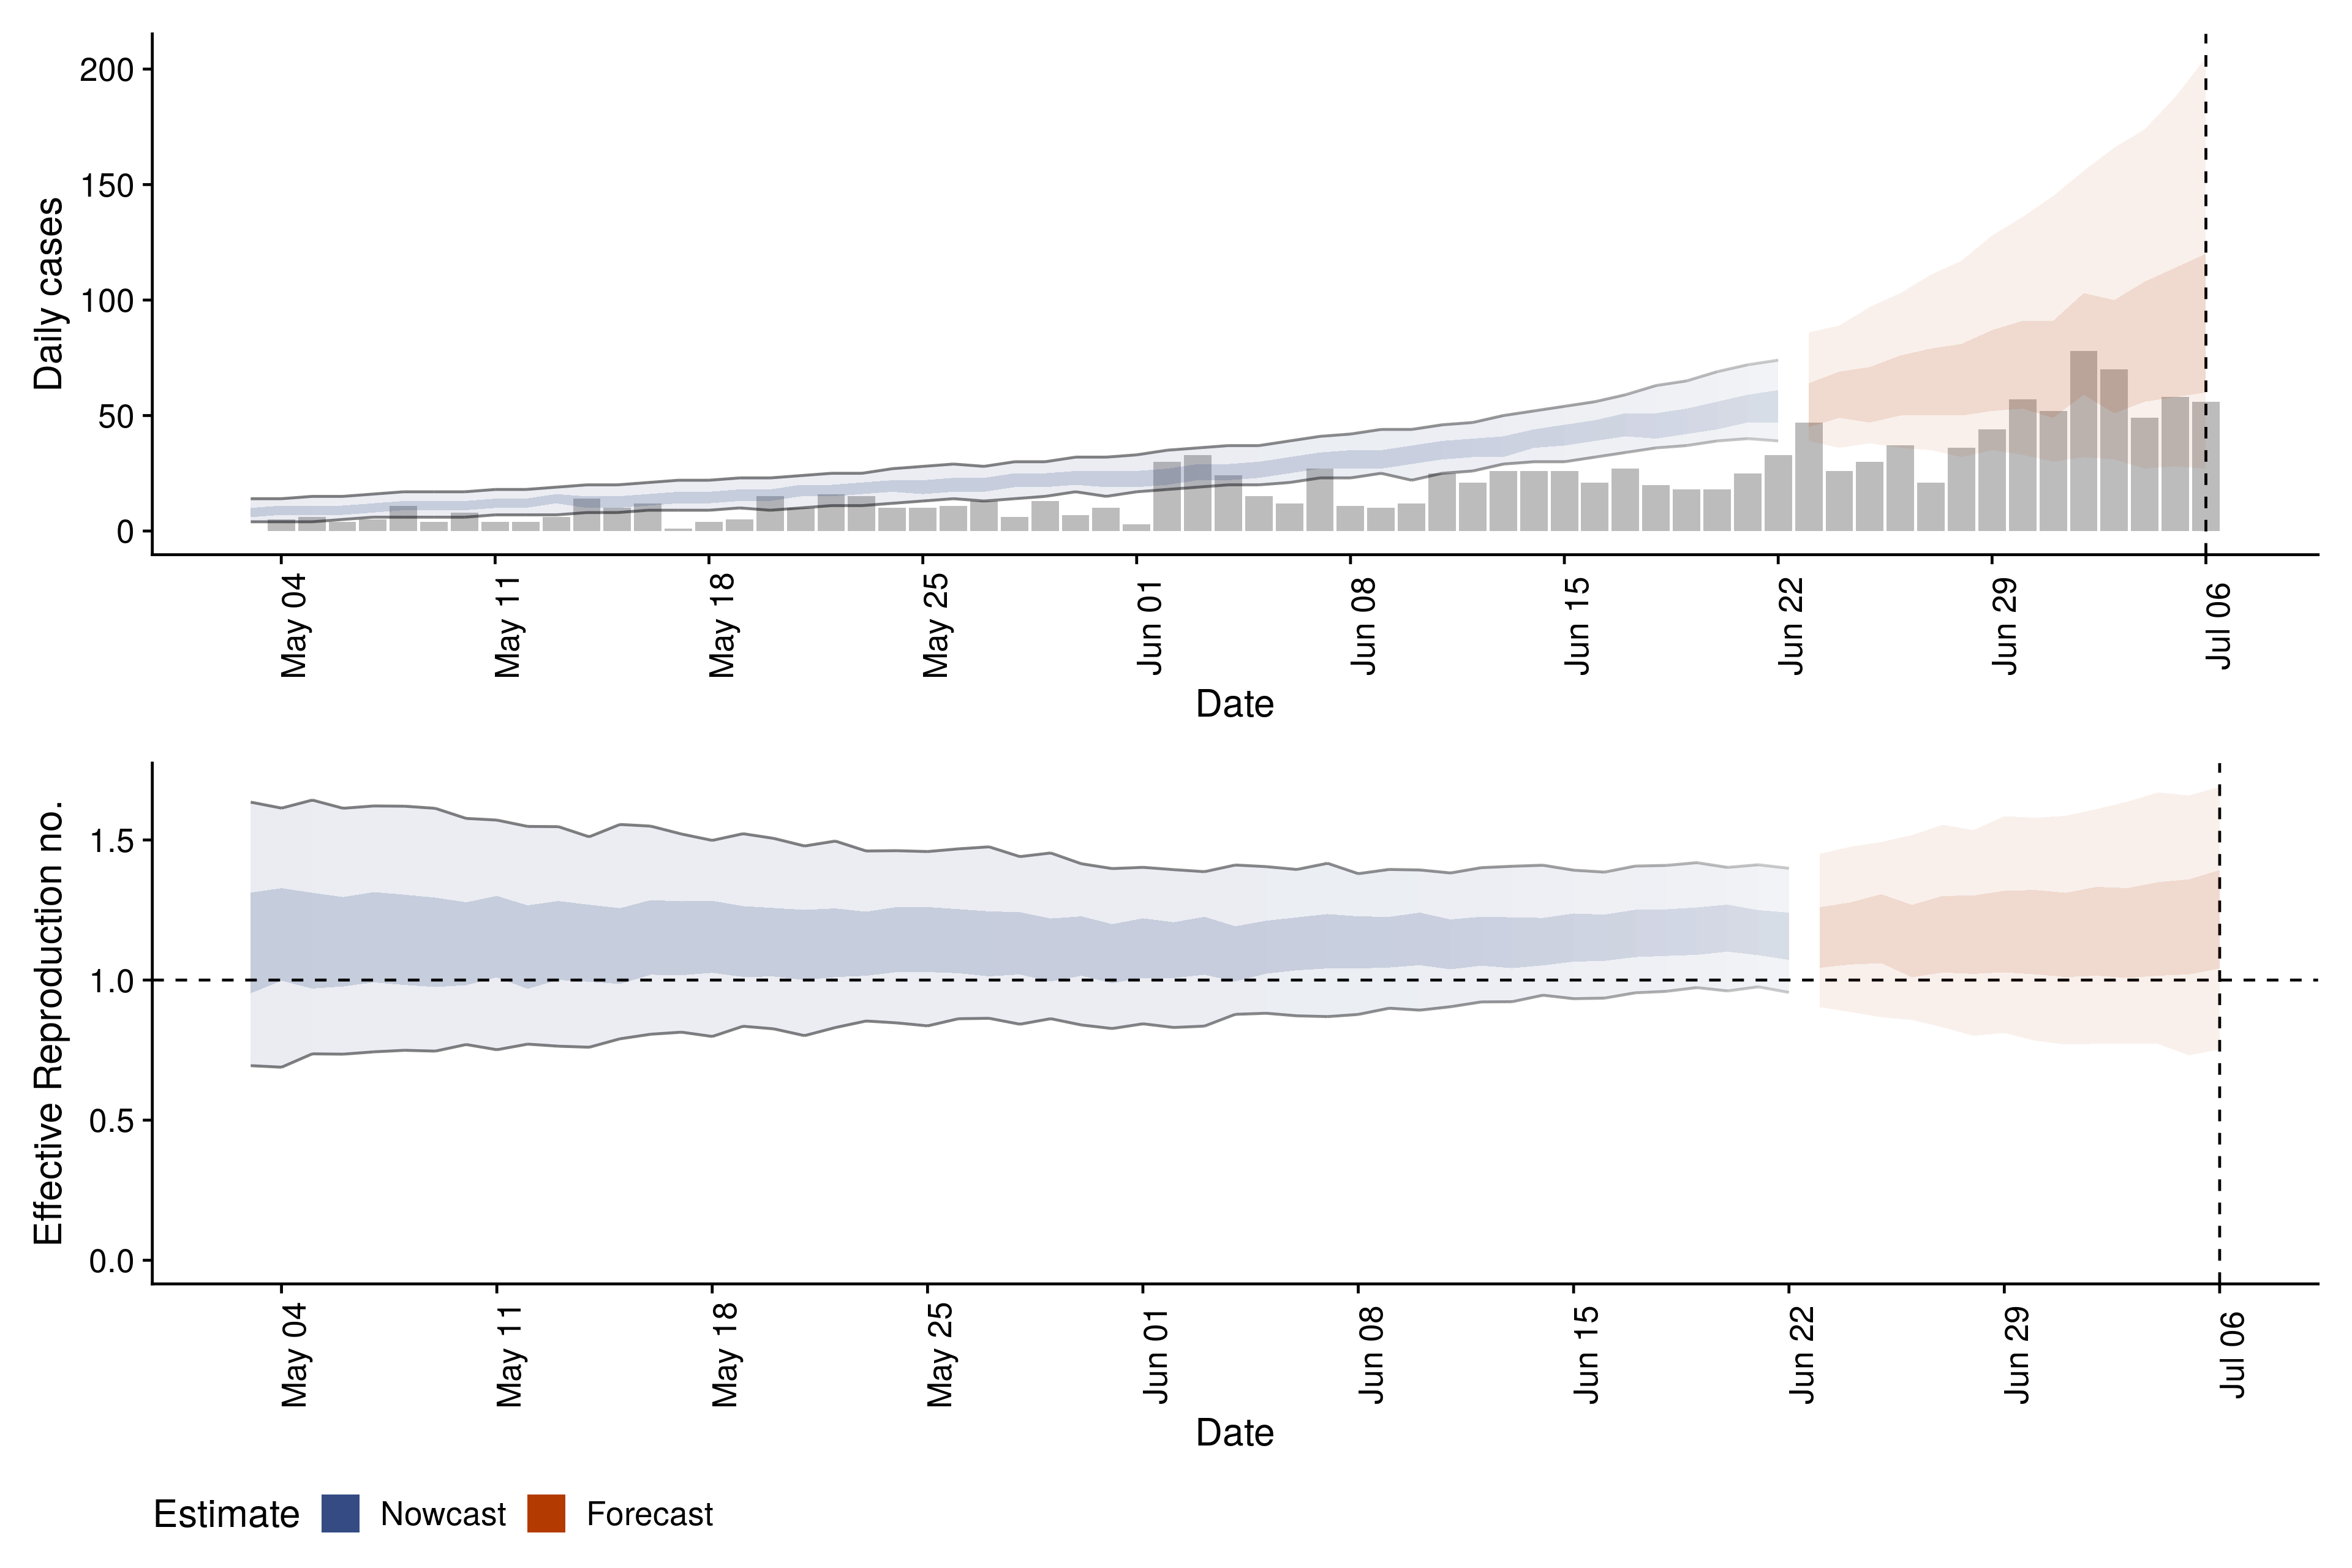 Daily cases
200
150
100
50
0
May 04
May 11
May 18
May 25
Jun 01
Jun 08
Jun 15
Jun 22
Jun 29
Jul 06
Date
Effective Reproduction no.
1.5
1.0
0.5
0.0
May 04
May 11
May 18
May 25
Jun 01
Jun 08
Jun 15
Jun 22
Jun 29
Jul 06
Date
Estimate Nowcast Forecast